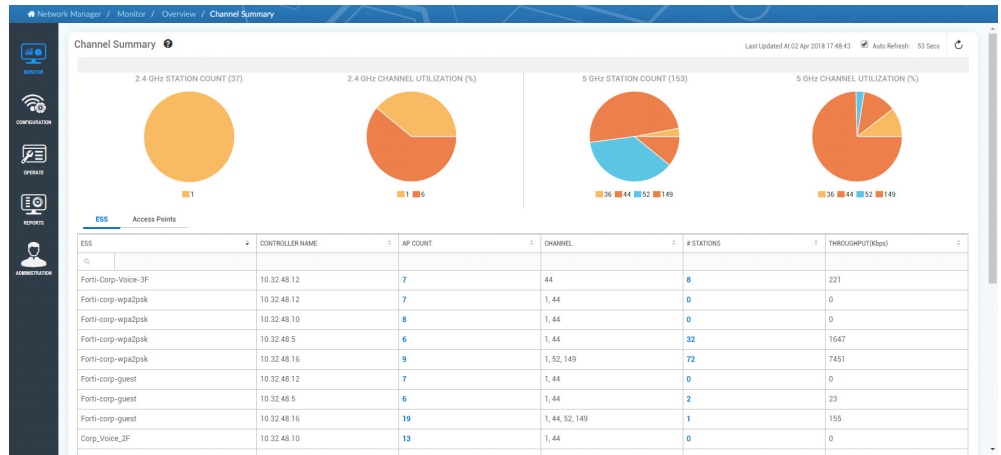 Network Manager / Monitor / Overview / Channel Summary
MONITOR
CONFIGURATION
OPERATE
REPORTS
ADMINISTRATION
Channel Summary ?
Last Updated At 02 Apr 2018 17:48:43 Auto Refresh: 53 Secs
2.4 GHz STATION COUNT (37)
1
2.4 GHz CHANNEL UTILIZATION (%)
1 6
5 GHz STATION COUNT (153)
36 44 52 149
5 GHz CHANNEL UTILIZATION (%)
36 44 52 149
ESS Access Points
ESS CONTROLLER NAME AP COUNT CHANNEL # STATIONS THROUGHPUT(Kbps)
Forti-Corp-Voice-3F 10.32.48.12 7 44 8 221
Forti-corp-wpa2psk 10.32.48.12 7 1, 44 0 0
Forti-corp-wpa2psk 10.32.48.10 8 1, 44 0 0
Forti-corp-wpa2psk 10.32.48.5 6 1, 44 32 1647
Forti-corp-wpa2psk 10.32.48.16 9 1, 52, 149 72 7451
Forti-corp-guest 10.32.48.12 7 1, 44 0 0
Forti-corp-guest 10.32.48.5 6 1, 44 2 23
Forti-corp-guest 10.32.48.16 19 1, 44, 52, 149 1 155
Corp_Voice_2F 10.32.48.10 13 1, 44 0 0